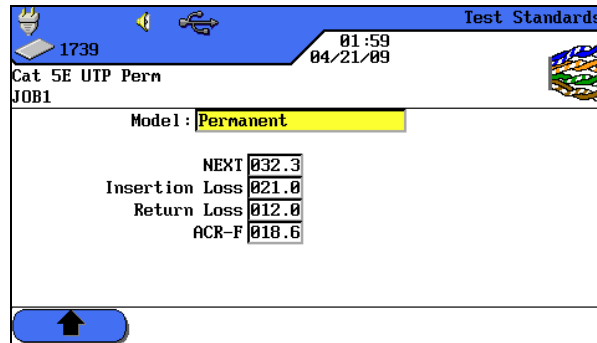 Test Standards
1739
01:59
04/21/09
Cat 5E UTP Perm
JOB1
Model: Permanent
NEXT 032.3
Insertion Loss 021.0
Return Loss 012.0
ACR-F 018.6